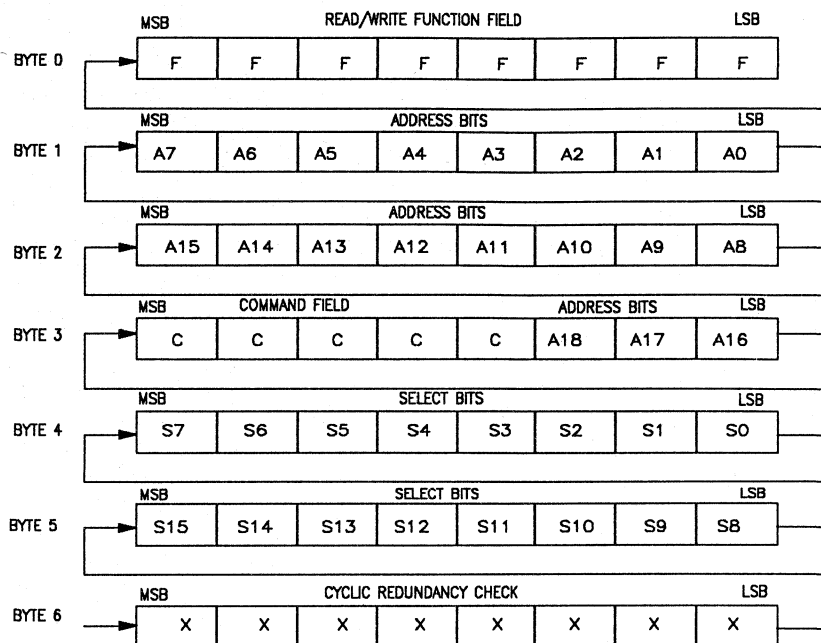 MSB READ/WRITE FUNCTION FIELD LSB
BYTE 0 F F F F F F F F
MSB ADDRESS BITS LSB
BYTE 1 A7 A6 A5 A4 A3 A2 A1 A0
MSB ADDRESS BITS LSB
BYTE 2 A15 A14 A13 A12 A11 A10 A9 A8
MSB COMMAND FIELD ADDRESS BITS LSB
BYTE 3 C C C C C A18 A17 A16
MSB SELECT BITS LSB
BYTE 4 S7 S6 S5 S4 S3 S2 S1 S0
MSB SELECT BITS LSB
BYTE 5 S15 S14 S13 S12 S11 S10 S9 S8
MSB CYCLIC REDUNDANCY CHECK LSB
BYTE 6 X X X X X X X X